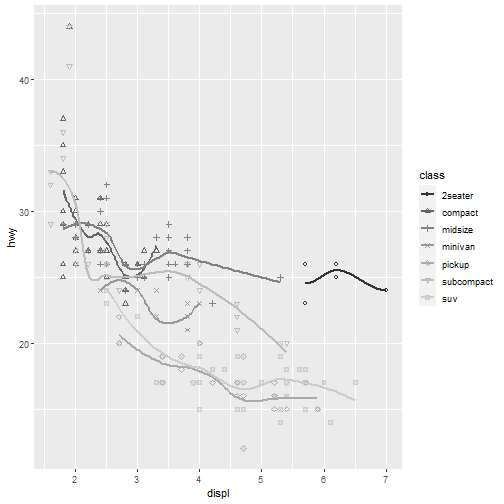 40
30
20
hwy
2
3
4
5
6
7
displ
class
2seater
compact
midsize
minivan
pickup
subcompact
suv